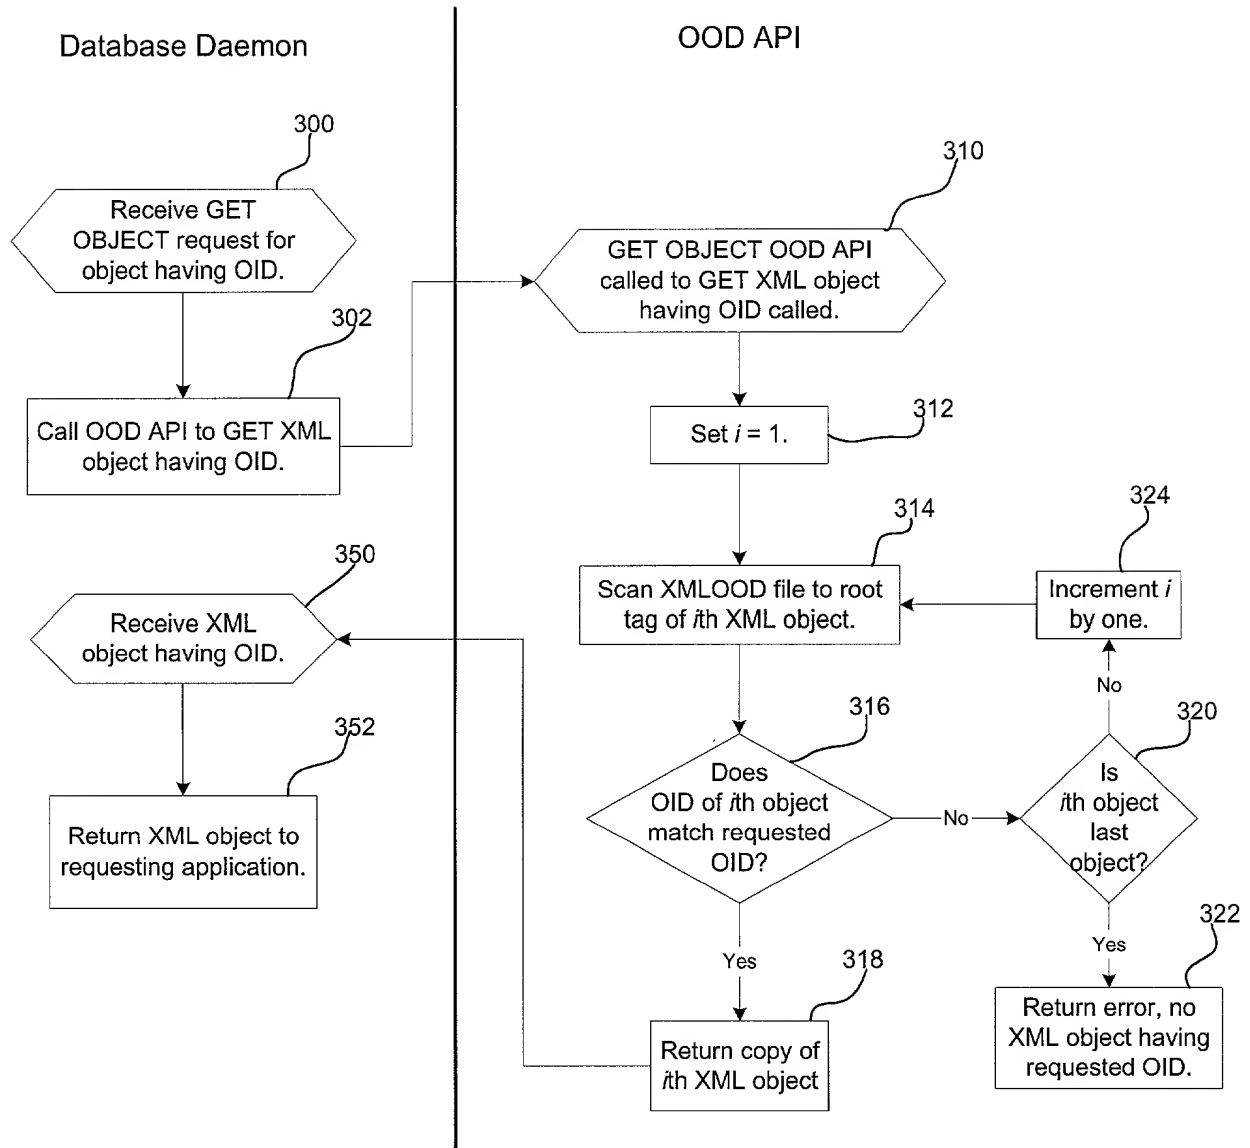 Database Daemon
300
Receive GET
OBJECT request for
object having OID.
302
Call OOD API to GET XML
object having OID.
350
Receive XML
object having OID.
352
Return XML object to
requesting application.
OOD API
310
GET OBJECT OOD API
called to GET XML object
having OID called.
312
Set i = 1.
314
Scan XMLOOD file to root
tag of ith XML object.
324
Increment i
by one.
316
Does
OID of ith object
match requested
OID?
No
320
Is
ith object
last
object?
No
Yes
318
Return copy of
ith XML object
Yes
322
Return error, no
XML object having
requested OID.